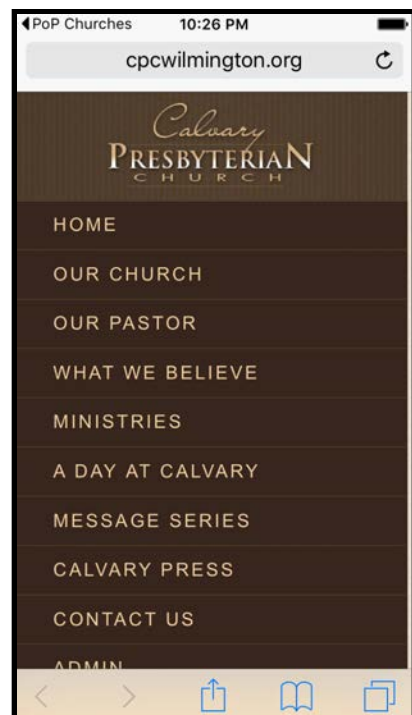 PoP Churches 10:26 PM
cpcwilmington.org
Calvary
PRESBYTERIAN
CHURCH
HOME
OUR CHURCH
OUR PASTOR
WHAT WE BELIEVE
MINISTRIES
A DAY AT CALVARY
MESSAGE SERIES
CALVARY PRESS
CONTACT US
ADMIN